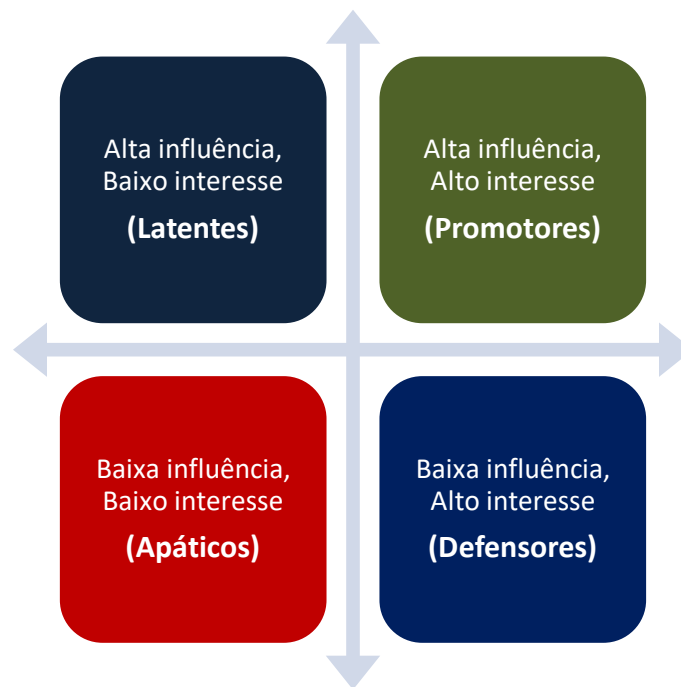 Alta influência,
Baixo interesse
(Latentes)
Alta influência,
Alto interesse
(Promotores)
Baixa influência,
Baixo interesse
(Apáticos)
Baixa influência,
Alto interesse
(Defensores)